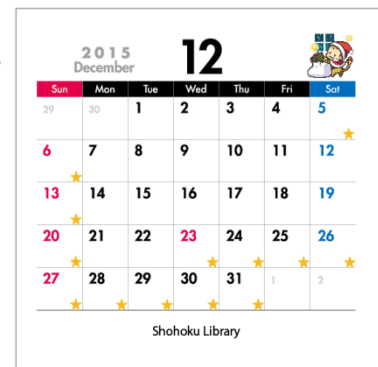 2015 12
December
Sun Mon Tue Wed Thu Fri Sat
29 30 1 2 3 4 5
6 7 8 9 10 11 12
13 14 15 16 17 18 19
20 21 22 23 24 25 26
27 28 29 30 31 1 2
Shohoku Library